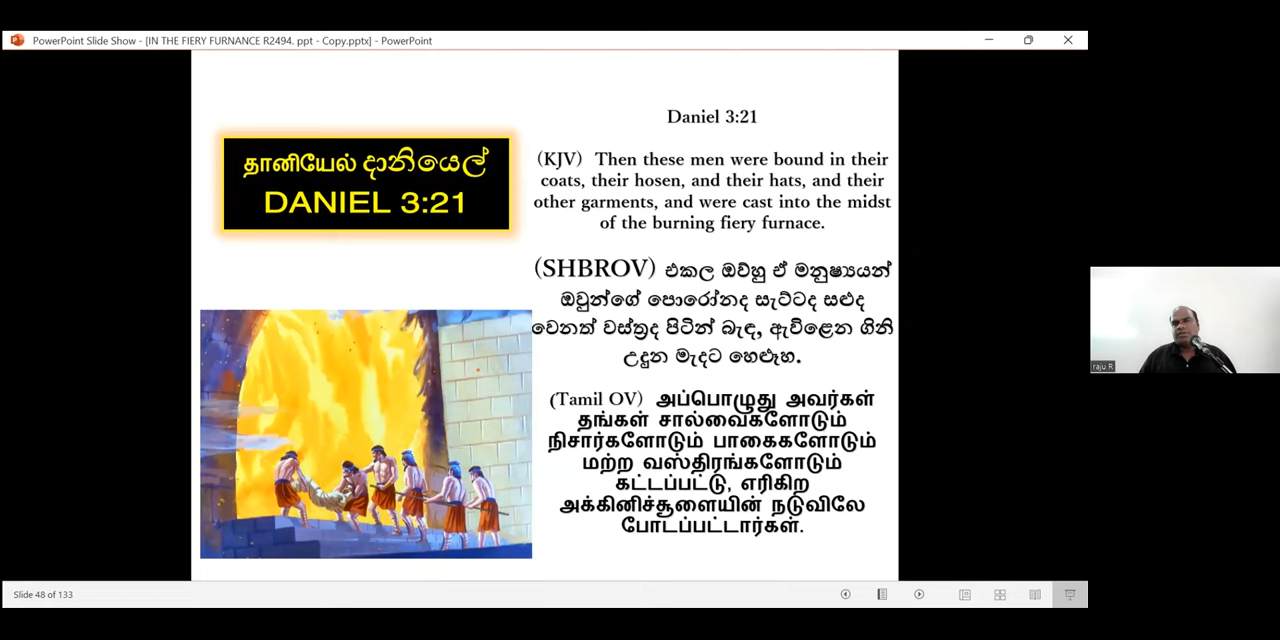 PowerPoint Slide Show - [IN THE FIERY FURNANCE R2494. ppt - Copy.pptx] - PowerPoint
தானியேல் දානියෙල්
DANIEL 3:21
Daniel 3:21
(KJV) Then these men were bound in their
coats, their hosen, and their hats, and their
other garments, and were cast into the midst
of the burning fiery furnace.
(SHBROV) එකල ඔව්හු ඒ මනුෂ්‍යයන්
ඔවුන්ගේ පොරෝනද සැට්ටද සළුද
වෙනත් වස්ත්‍රද පිටින් බැඳ, ඇවිළෙන ගිනි
උදුන මැදට හෙළූහ.
(Tamil OV) அப்பொழுது அவர்கள்
தங்கள் சால்வைகளோடும்
நிசார்களோடும் பாகைகளோடும்
மற்ற வஸ்திரங்களோடும்
கட்டப்பட்டு, எரிகிற
அக்கினிச்சூளையின் நடுவிலே
போடப்பட்டார்கள்.
raju R
Slide 48 of 133